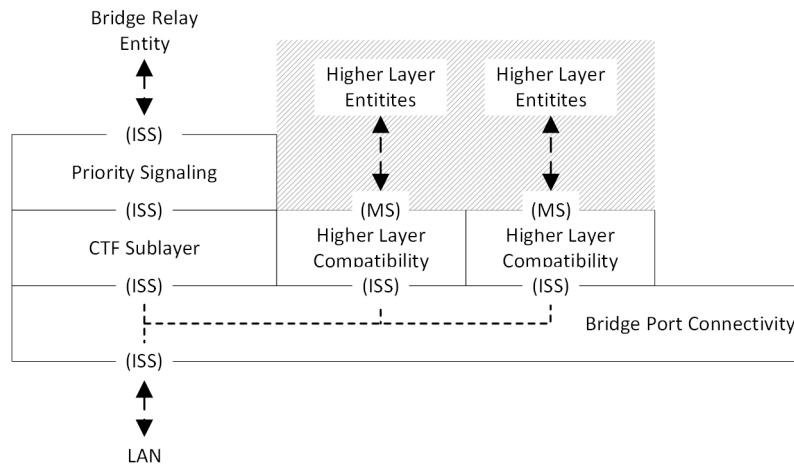 Bridge Relay
Entity
Higher Layer
Entitites
Higher Layer
Entitites
(ISS)
Priority Signaling
(ISS)
(MS)
(MS)
CTF Sublayer
Higher Layer
Compatibility
Higher Layer
Compatibility
(ISS)
(ISS)
(ISS)
Bridge Port Connectivity
(ISS)
LAN